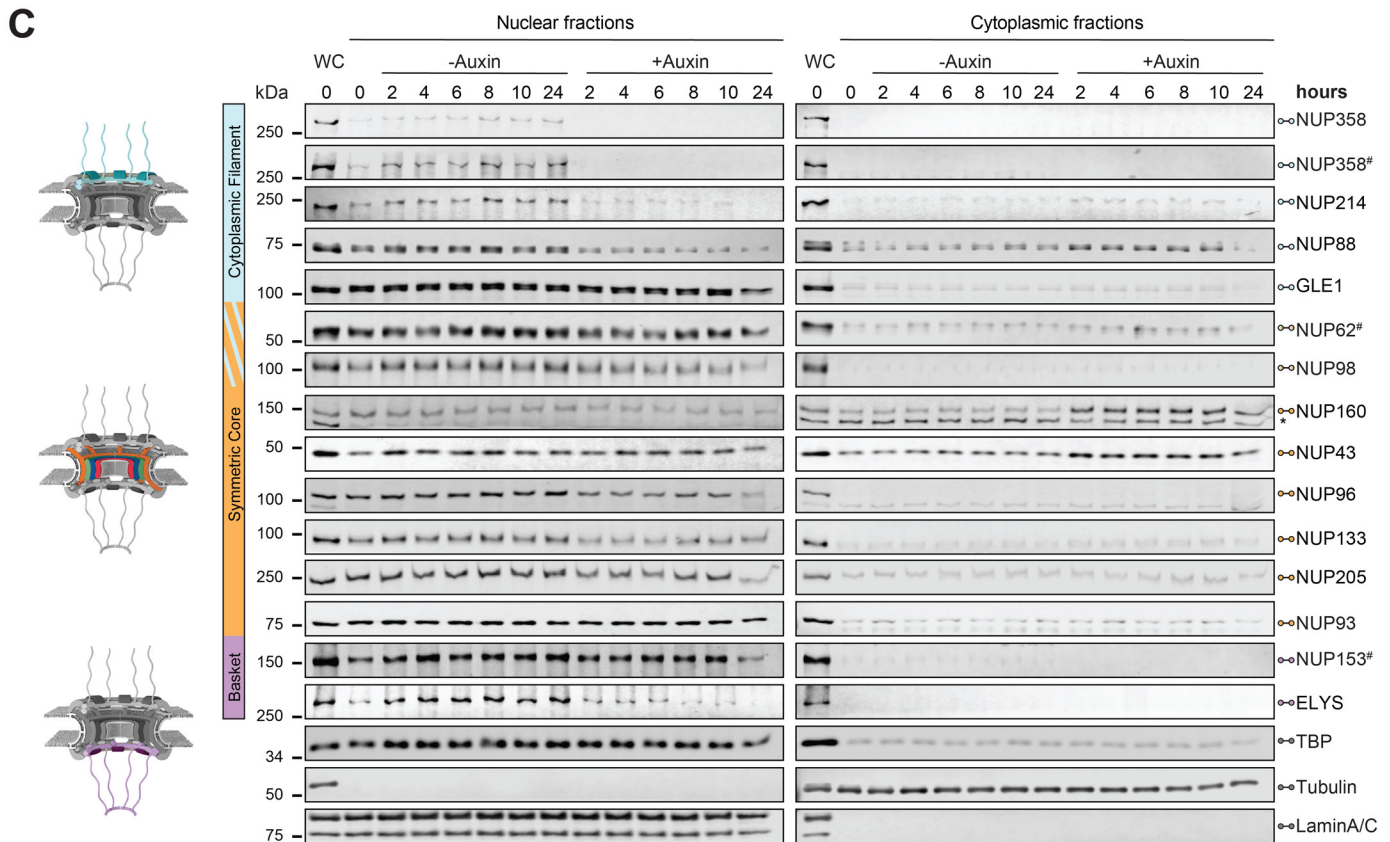 C
Nuclear fractions Cytoplasmic fractions
WC -Auxin +Auxin WC -Auxin +Auxin
kDa 0 0 2 4 6 8 10 24 2 4 6 8 10 24 0 0 2 4 6 8 10 24 2 4 6 8 10 24 hours
Cytoplasmic Filament
Symmetric Core
Basket
250 NUP358
250 NUP358#
250 NUP214
75 NUP88
100 GLE1
50 NUP62#
100 NUP98
150 NUP160
*
50 NUP43
100 NUP96
100 NUP133
250 NUP205
75 NUP93
150 NUP153#
250 ELYS
34 TBP
50 Tubulin
75 LaminA/C